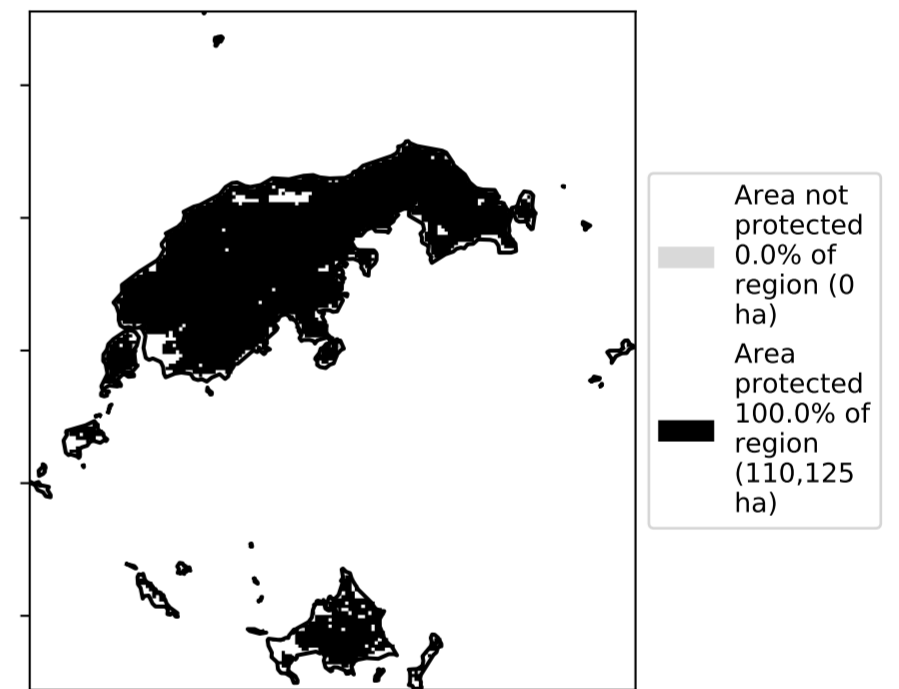 Area not
protected
0.0% of
region (0
ha)
Area
protected
100.0% of
region
(110,125
ha)